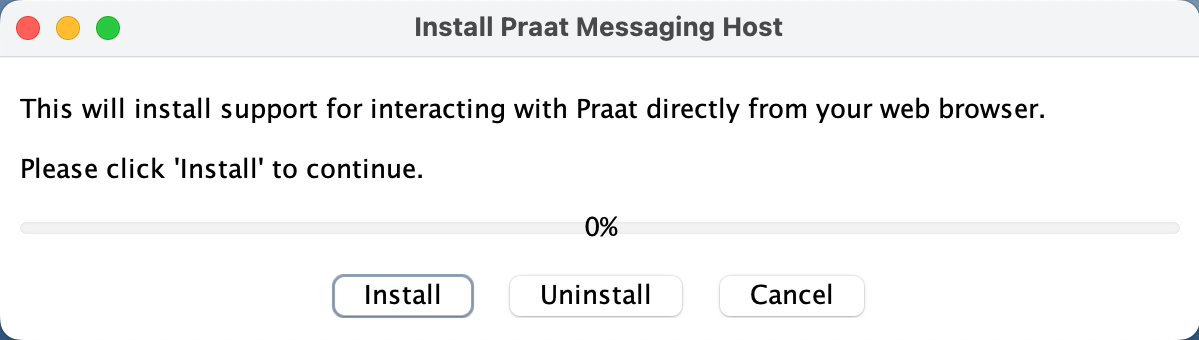 Install Praat Messaging Host
This will install support for interacting with Praat directly from your web browser.
Please click 'Install' to continue.
0%
Install
Uninstall
Cancel